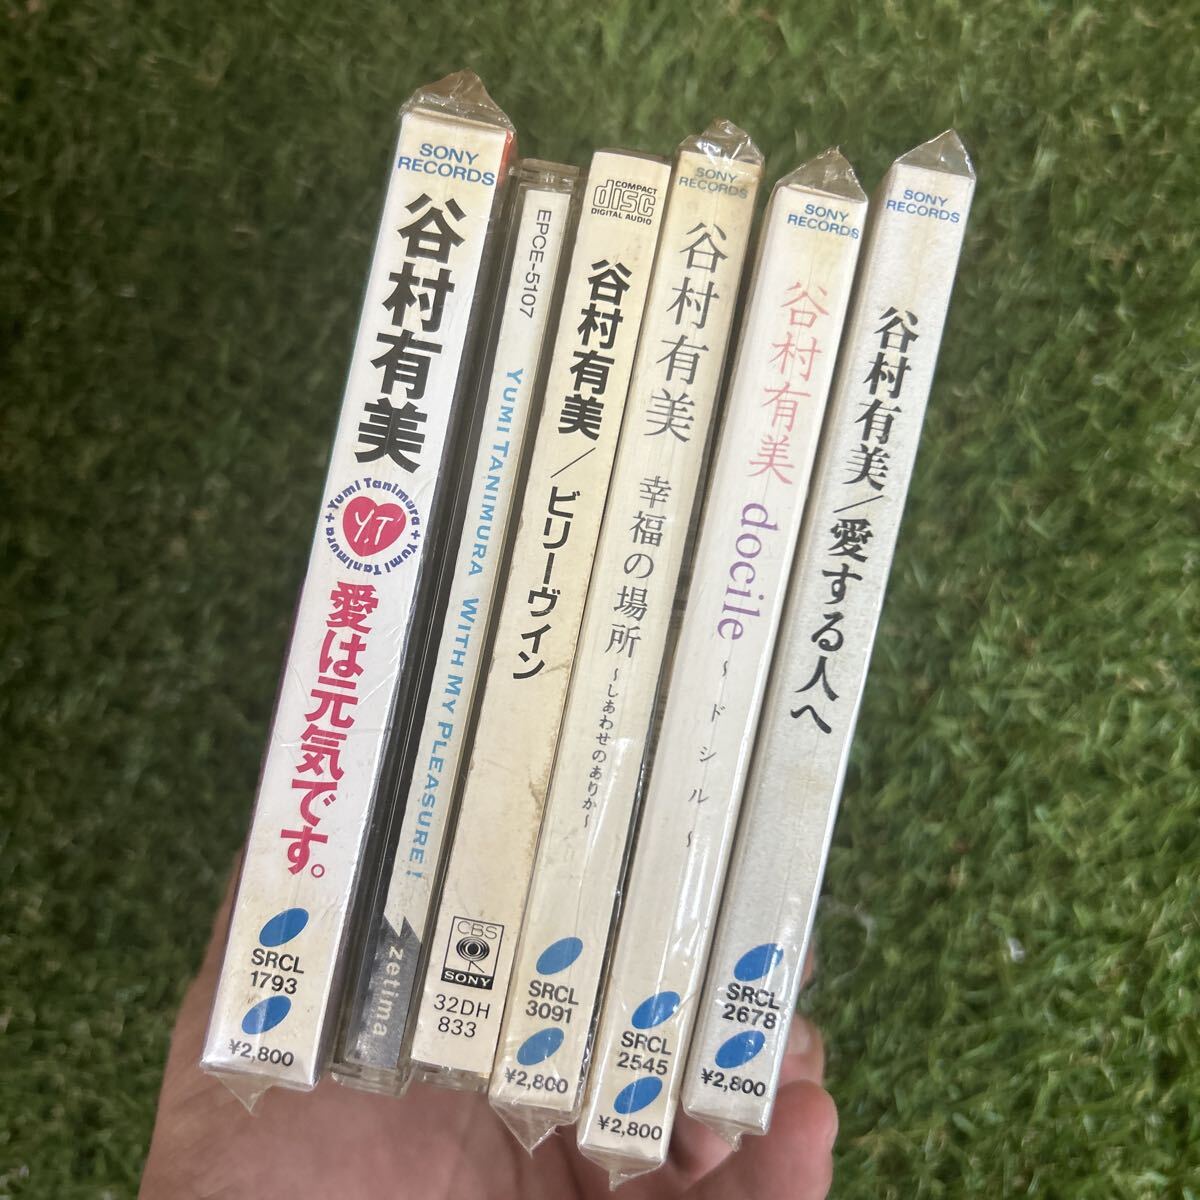 SONY
RECORDS
谷村有美
Yumi Tanimura + Yumi Tanimura +
Y.T
愛は元気です。
SRCL
1793
¥2,800
EPCE-5107
YUMI TANIMURA WITH MY PLEASURE!
zetima
COMPACT
disc
DIGITAL AUDIO
谷村有美/ビリーヴィン
CBS
SONY
32DH
833
SONY
RECORDS
谷村有美
幸福の場所
~しあわせのありか~
SRCL
3091
¥2,800
SONY
RECORDS
谷村有美
docile
~ドシル~
SRCL
2545
¥2,800
SONY
RECORDS
谷村有美/愛する人へ
SRCL
2678
¥2,800